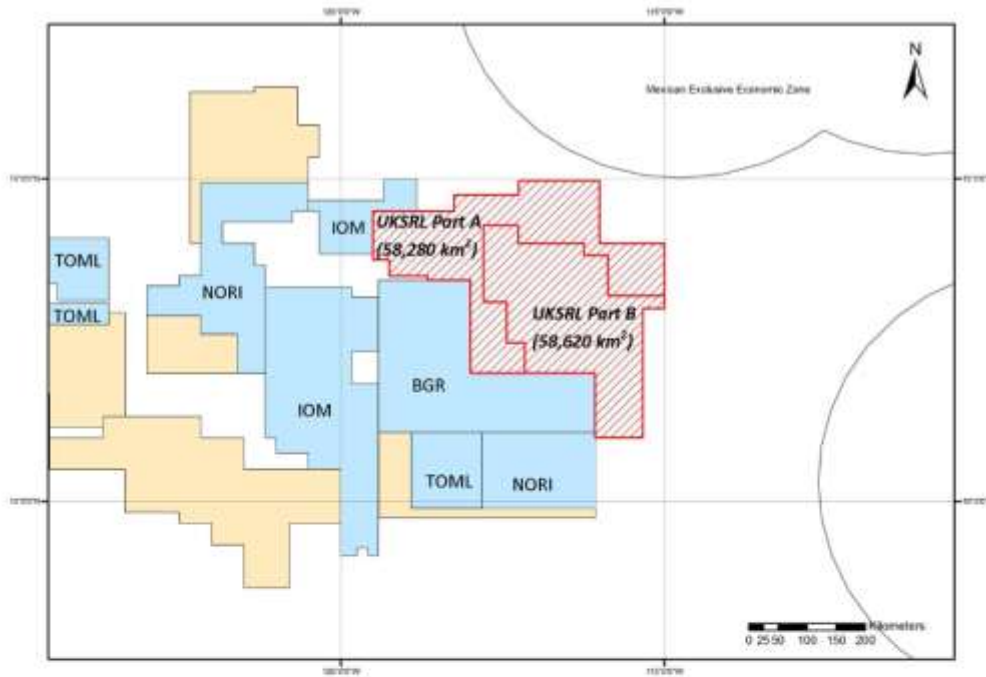 Mexican Exclusive Economic Zone
N
UKSRL Part A
(58,280 km²)
IOM
TOML
NORI
TOML
UKSRL Part B
(58,620 km²)
BGR
IOM
TOML
NORI
Kilometers
0 25 50 100 150 200